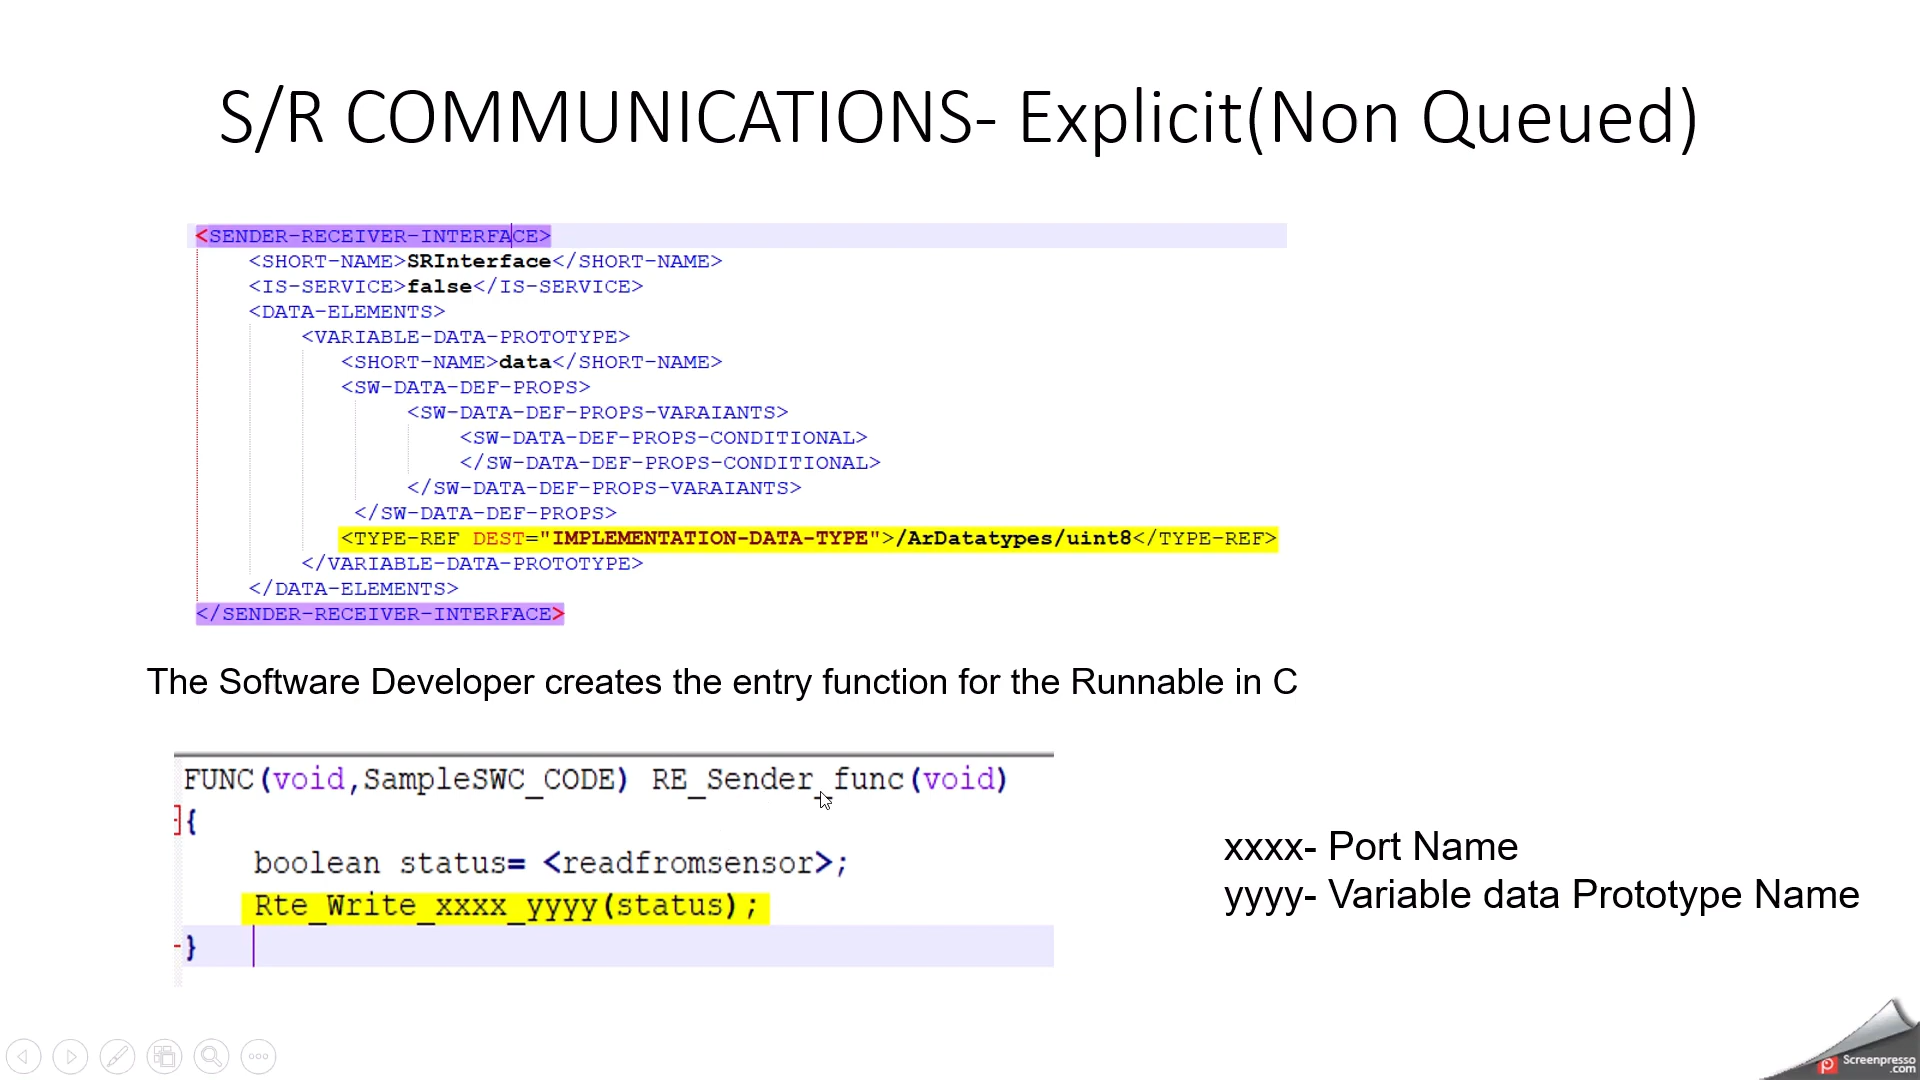 S/R COMMUNICATIONS- Explicit(Non Queued)
<SENDER-RECEIVER-INTERFACE>
<SHORT-NAME>SRInterface</SHORT-NAME>
<IS-SERVICE>false</IS-SERVICE>
<DATA-ELEMENTS>
<VARIABLE-DATA-PROTOTYPE>
<SHORT-NAME>data</SHORT-NAME>
<SW-DATA-DEF-PROPS>
<SW-DATA-DEF-PROPS-VARAIANTS>
<SW-DATA-DEF-PROPS-CONDITIONAL>
</SW-DATA-DEF-PROPS-CONDITIONAL>
</SW-DATA-DEF-PROPS-VARAIANTS>
</SW-DATA-DEF-PROPS>
<TYPE-REF DEST="IMPLEMENTATION-DATA-TYPE">/ArDatatypes/uint8</TYPE-REF>
</VARIABLE-DATA-PROTOTYPE>
</DATA-ELEMENTS>
</SENDER-RECEIVER-INTERFACE>
The Software Developer creates the entry function for the Runnable in C
FUNC(void,SampleSWC_CODE) RE_Sender_func(void)
{
boolean status= <readfromsensor>;
Rte_Write_xxxx_yyyy(status);
}
xxxx- Port Name
yyyy- Variable data Prototype Name
Screenpresso
.com